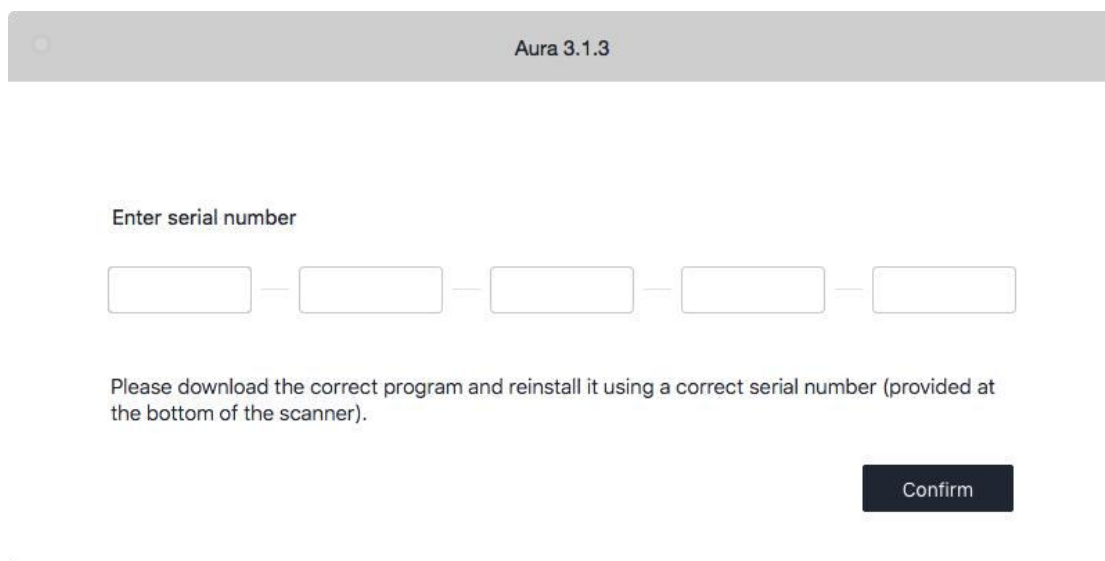 Aura 3.1.3
Enter serial number
Please download the correct program and reinstall it using a correct serial number (provided at
the bottom of the scanner).
Confirm